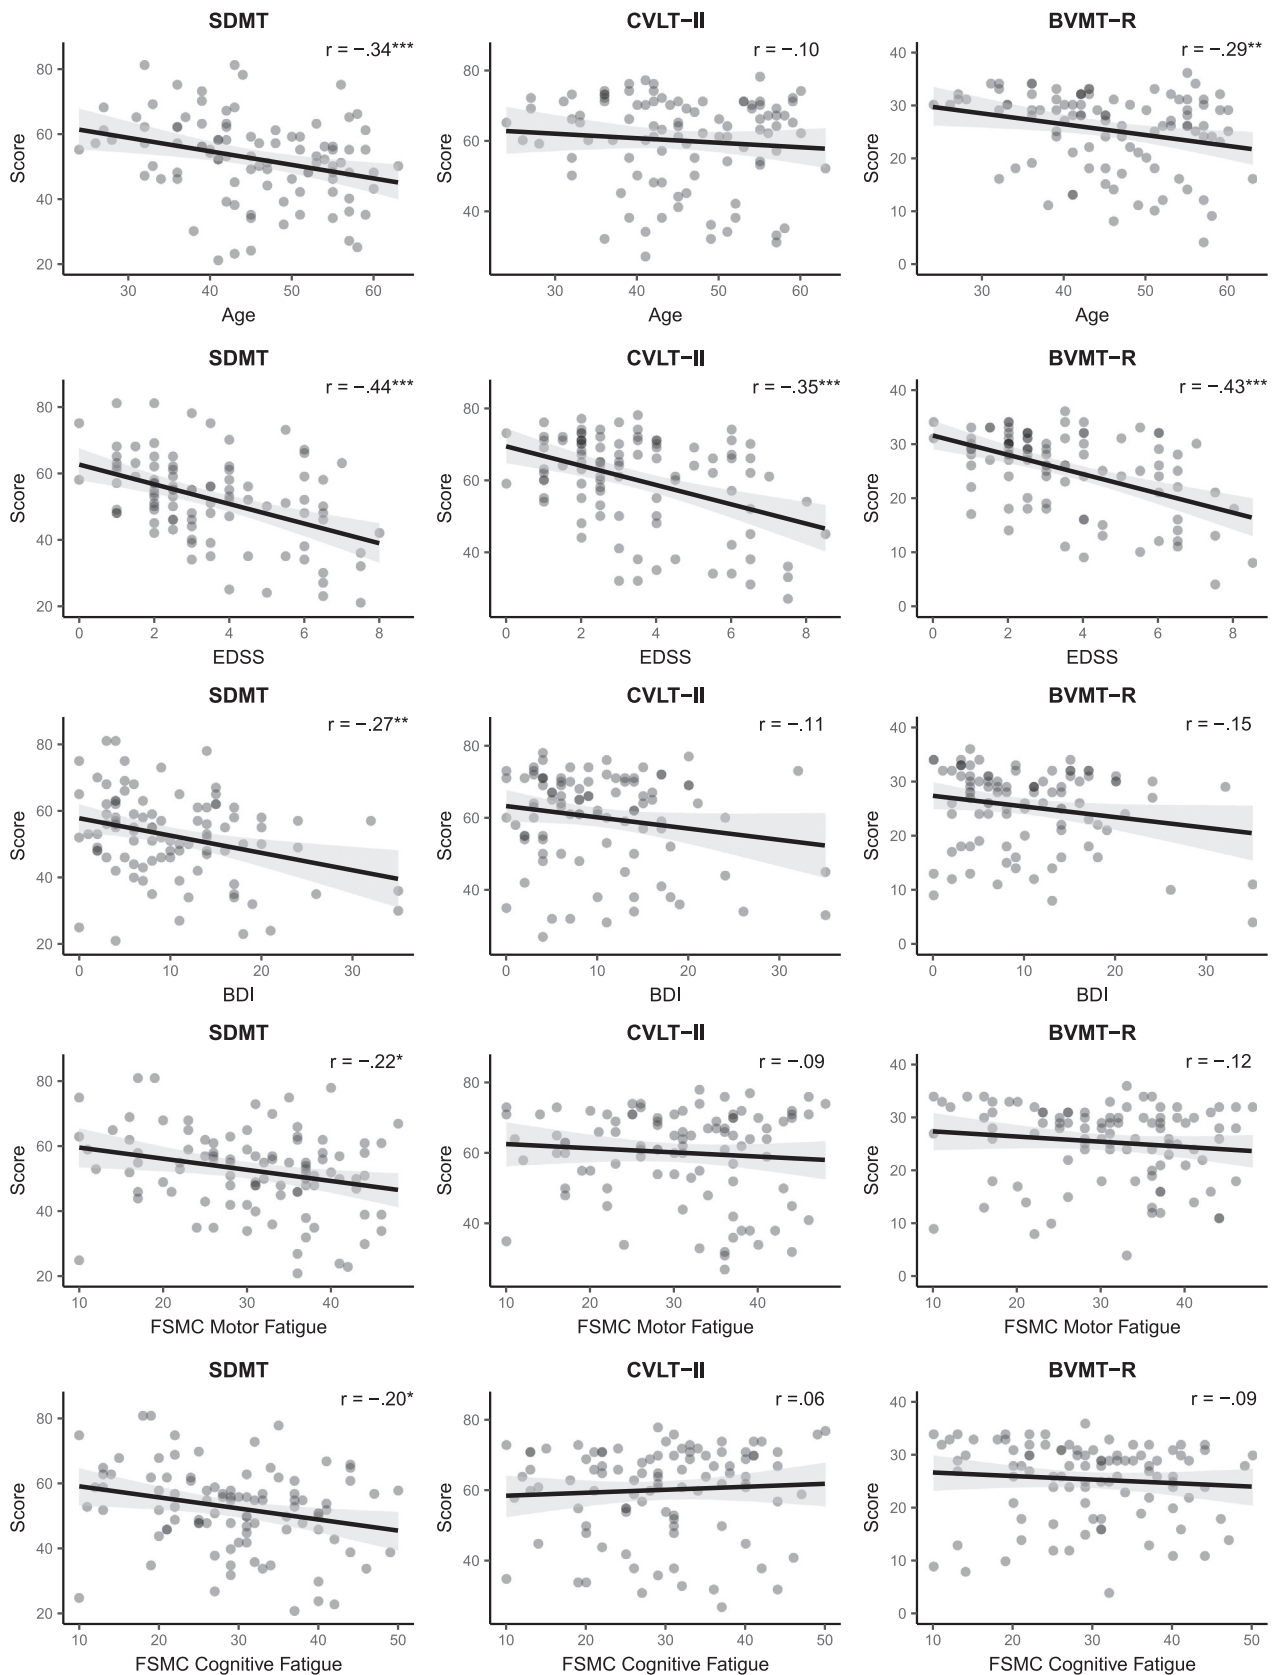 SDMT CVLT−II BVMT−R
r = −.34*** r = −.10 r = −.29**
Score Score Score
80 80 40
60 60 30
40 40 20
10
20 0
30 40 50 60 30 40 50 60 30 40 50 60
Age Age Age
SDMT CVLT−II BVMT−R
r = −.44*** r = −.35*** r = −.43***
Score Score Score
80 80 40
60 60 30
40 40 20
10
20 0
0 2 4 6 8 0 2 4 6 8 0 2 4 6 8
EDSS EDSS EDSS
SDMT CVLT−II BVMT−R
r = −.27** r = −.11 r = −.15
Score Score Score
80 80 40
60 60 30
40 40 20
10
20 0
0 10 20 30 0 10 20 30 0 10 20 30
BDI BDI BDI
SDMT CVLT−II BVMT−R
r = −.22* r = −.09 r = −.12
Score Score Score
80 80 40
60 60 30
40 40 20
10
20 0
10 20 30 40 10 20 30 40 10 20 30 40
FSMC Motor Fatigue FSMC Motor Fatigue FSMC Motor Fatigue
SDMT CVLT−II BVMT−R
r = −.20* r =.06 r = −.09
Score Score Score
80 80 40
60 60 30
40 40 20
10
20 0
10 20 30 40 50 10 20 30 40 50 10 20 30 40 50
FSMC Cognitive Fatigue FSMC Cognitive Fatigue FSMC Cognitive Fatigue